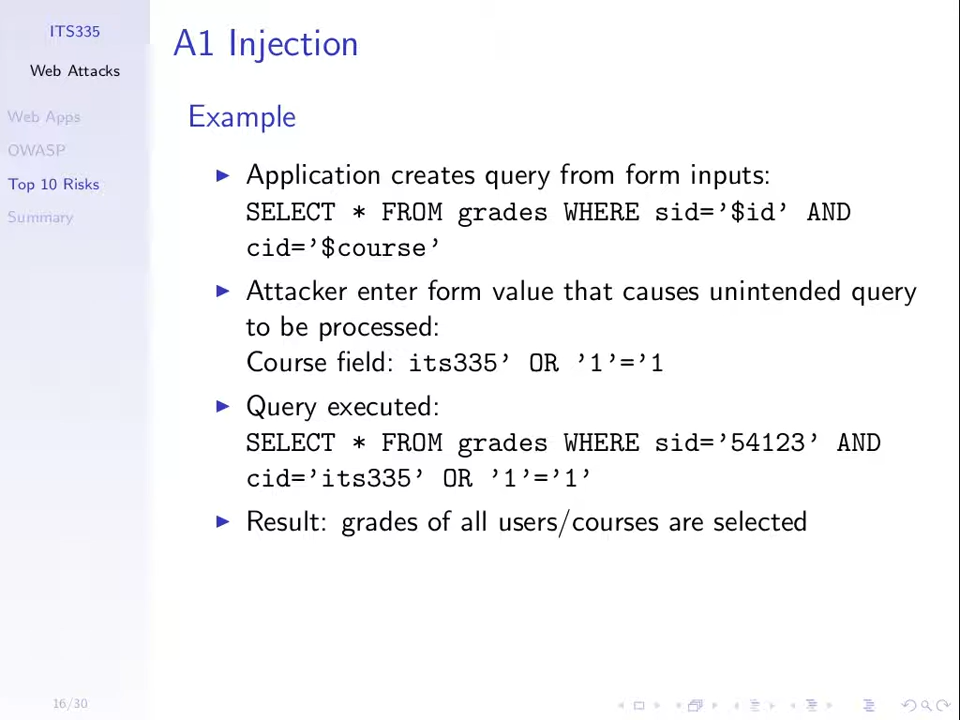 ITS335
Web Attacks
Web Apps
OWASP
Top 10 Risks
Summary
A1 Injection
Example
Application creates query from form inputs:
SELECT * FROM grades WHERE sid=’$id’ AND
cid=’$course’
Attacker enter form value that causes unintended query
to be processed:
Course field: its335’ OR ’1’=’1
Query executed:
SELECT * FROM grades WHERE sid=’54123’ AND
cid=’its335’ OR ’1’=’1’
Result: grades of all users/courses are selected
16/30